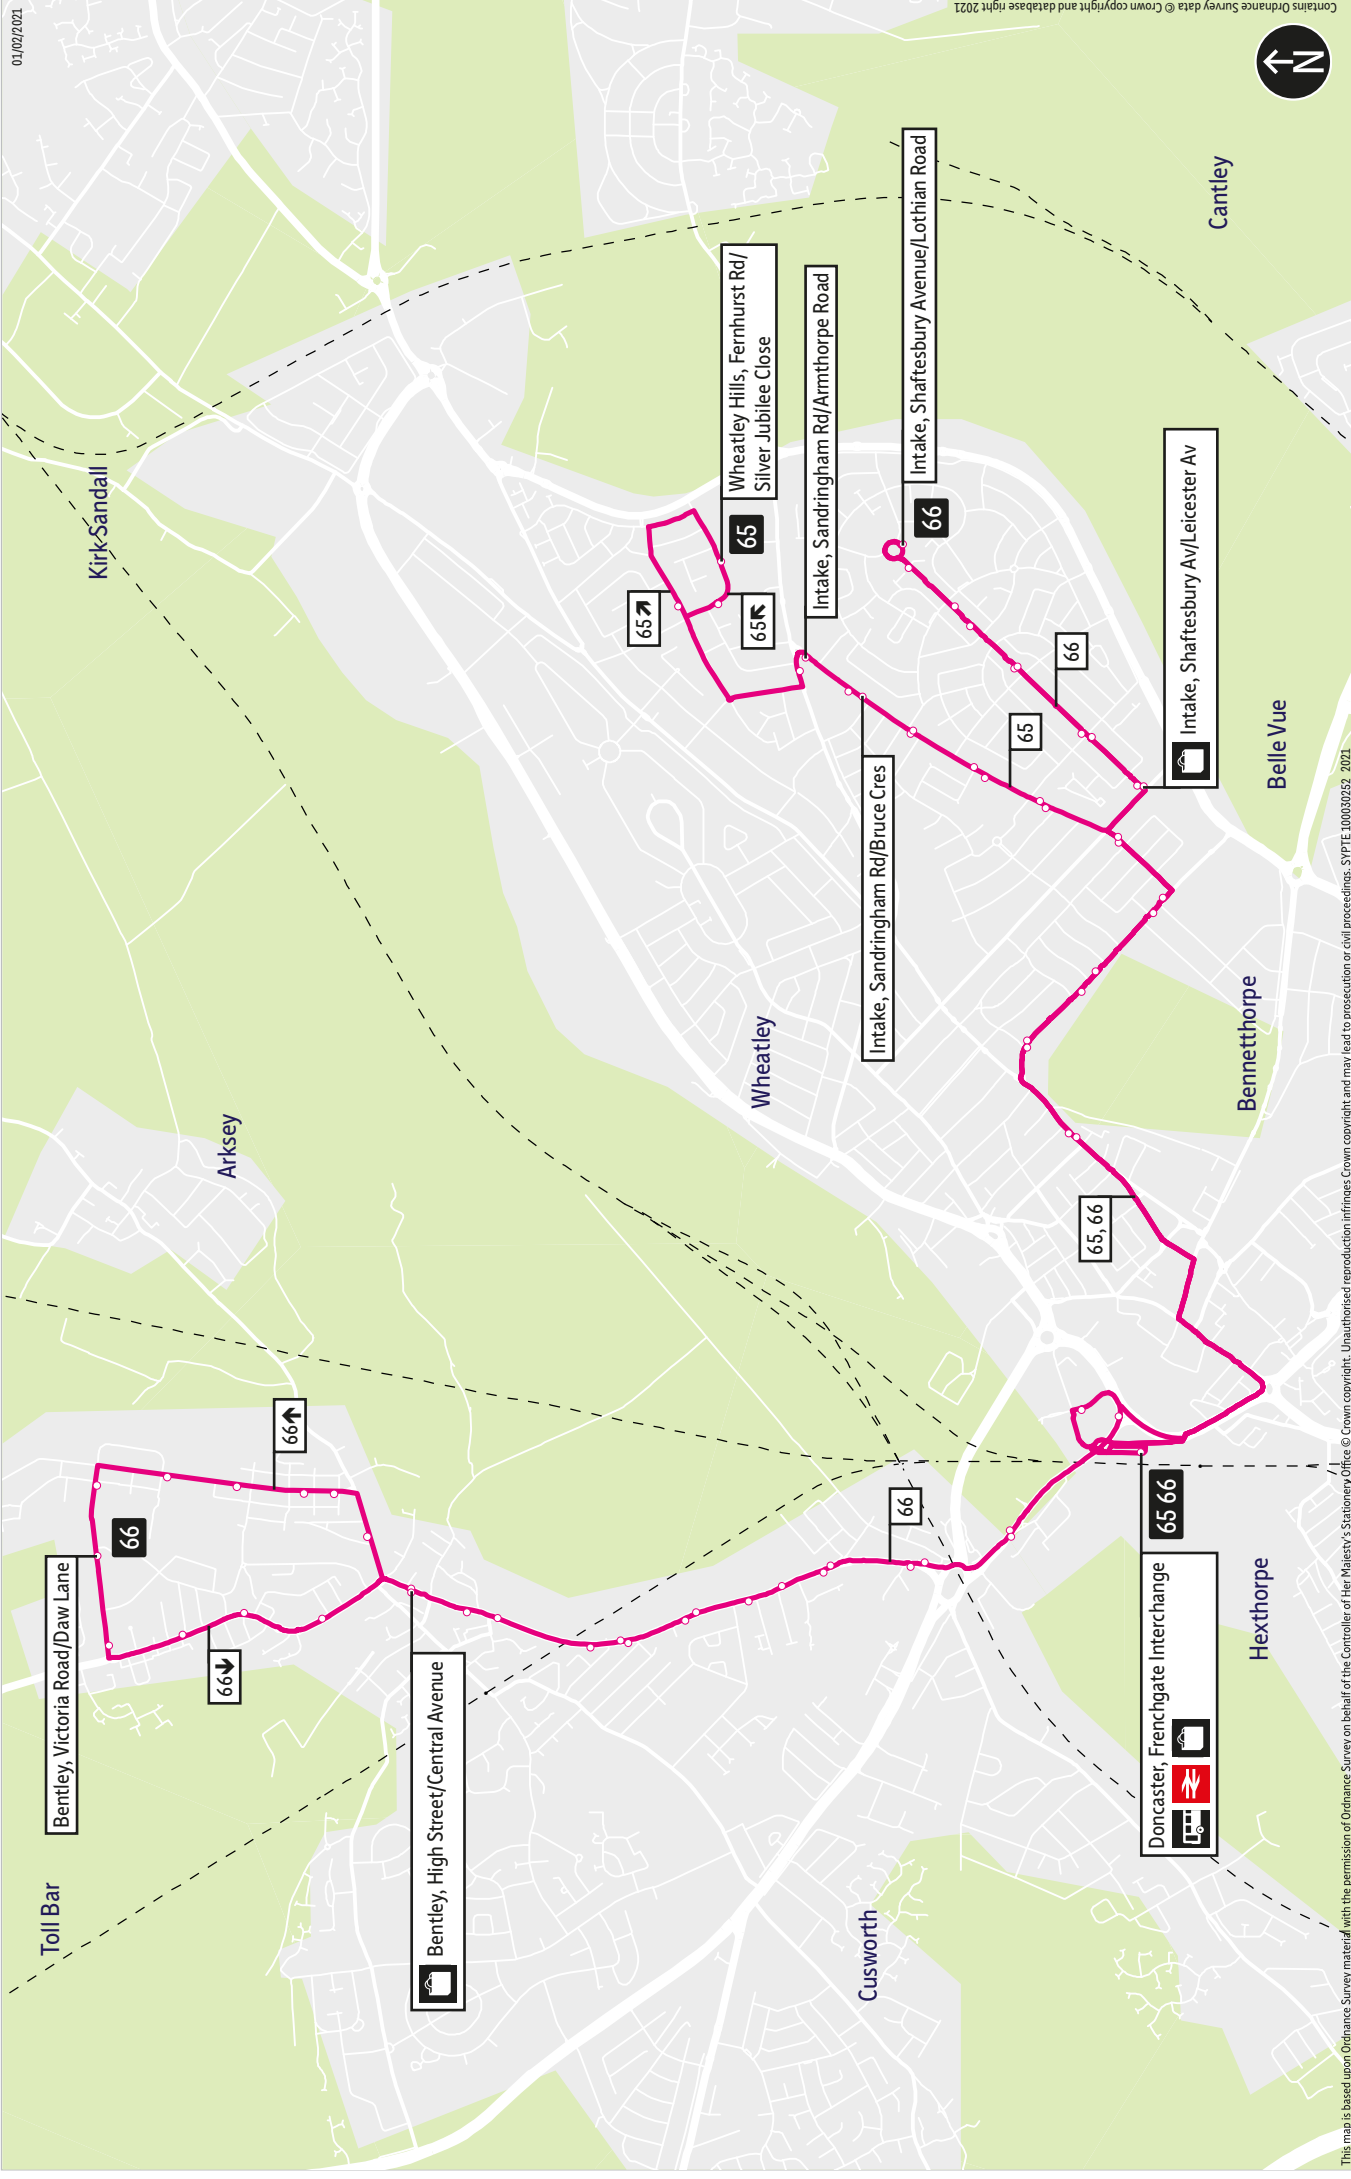 01/02/2021
Contains Ordnance Survey data © Crown copyright and database right 2021
N
Toll Bar
Bentley, Victoria Road/Daw Lane
66
66
66
Bentley, High Street/Central Avenue
Arksey
Kirk Sandall
Cusworth
66
Wheatley
65
65
65
Wheatley Hills, Fernhurst Rd/
Silver Jubilee Close
Intake, Sandringham Rd/Armthorpe Road
Intake, Sandringham Rd/Bruce Cres
66
Intake, Shaftesbury Avenue/Lothian Road
65
66
Intake, Shaftesbury Av/Leicester Av
Cantley
Belle Vue
Bennetthorpe
65, 66
65 66
Doncaster, Frenchgate Interchange
Hexthorpe
This map is based upon Ordnance Survey material with the permission of Ordnance Survey on behalf of the Controller of Her Majesty's Stationery Office © Crown copyright. Unauthorised reproduction infringes Crown copyright and may lead to prosecution or civil proceedings. SYPTE 100030252 2021